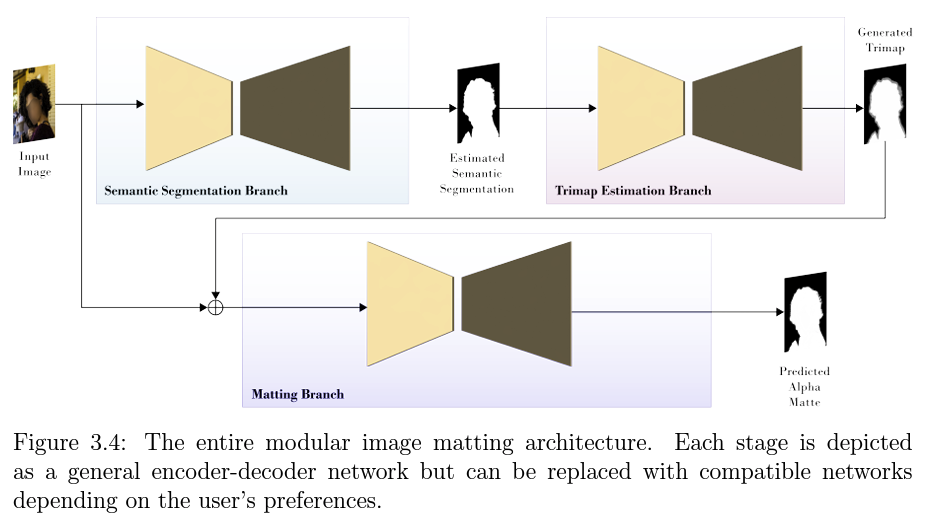 Input
Image
Semantic Segmentation Branch
Estimated
Semantic
Segmentation
Trimap Estimation Branch
Generated
Trimap
Matting Branch
Predicted
Alpha
Matte
Figure 3.4: The entire modular image matting architecture. Each stage is depicted
as a general encoder-decoder network but can be replaced with compatible networks
depending on the user's preferences.